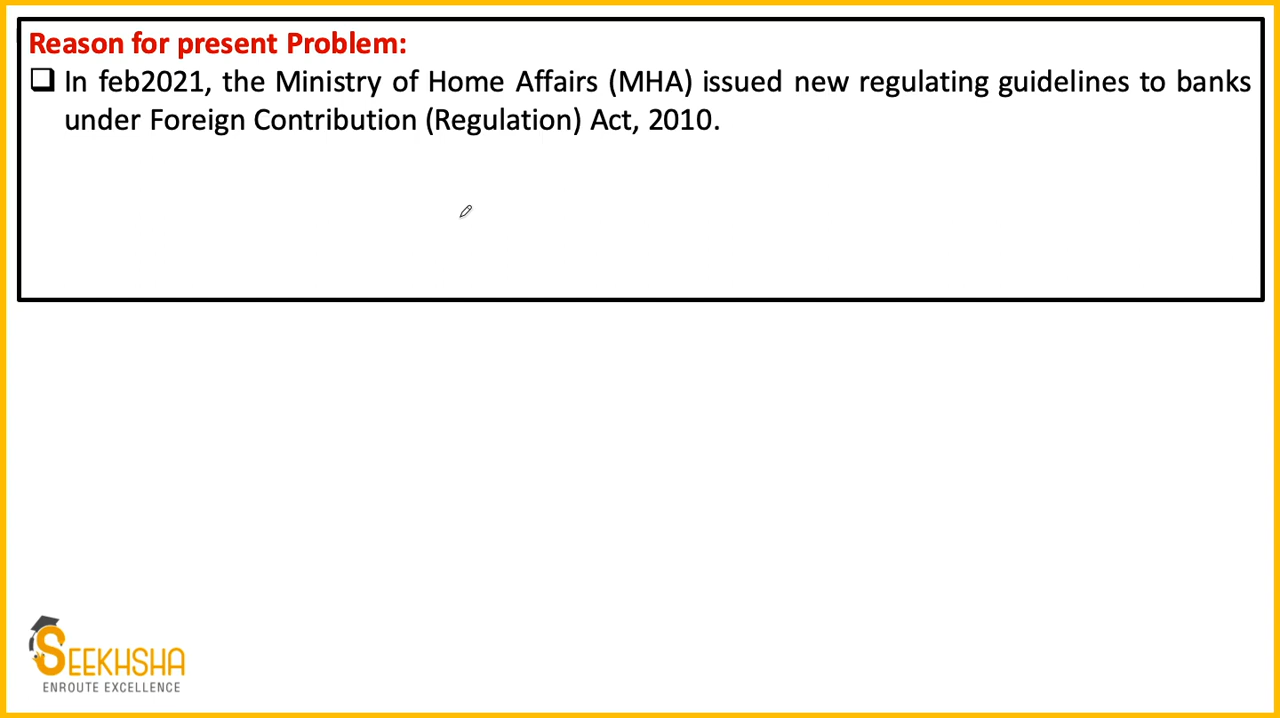 Reason for present Problem:
❑ In feb2021, the Ministry of Home Affairs (MHA) issued new regulating guidelines to banks
under Foreign Contribution (Regulation) Act, 2010.
SEEKHSHA
ENROUTE EXCELLENCE